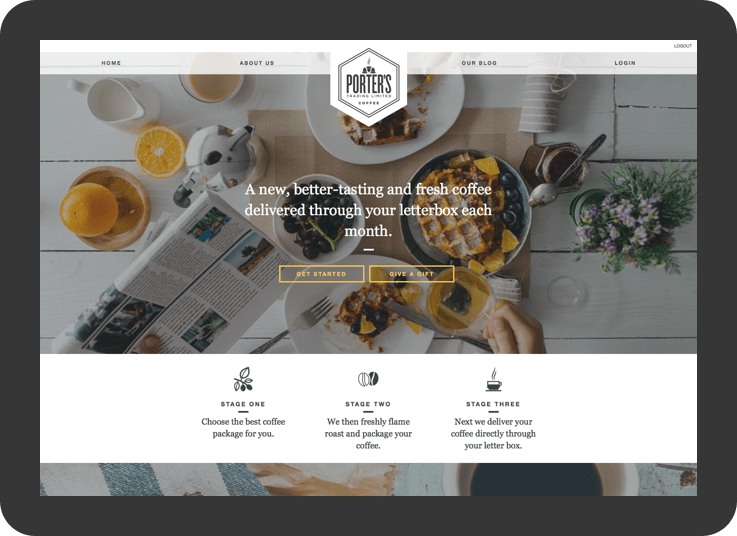 LOGOUT
HOME
ABOUT US
OUR BLOG
LOGIN
PORTER'S
TRADING LIMITED
COFFEE
A new, better-tasting and fresh coffee
delivered through your letterbox each
month.
GET STARTED
GIVE A GIFT
STAGE ONE
Choose the best coffee
package for you.
STAGE TWO
We then freshly flame
roast and package your
coffee.
STAGE THREE
Next we deliver your
coffee directly through
your letter box.